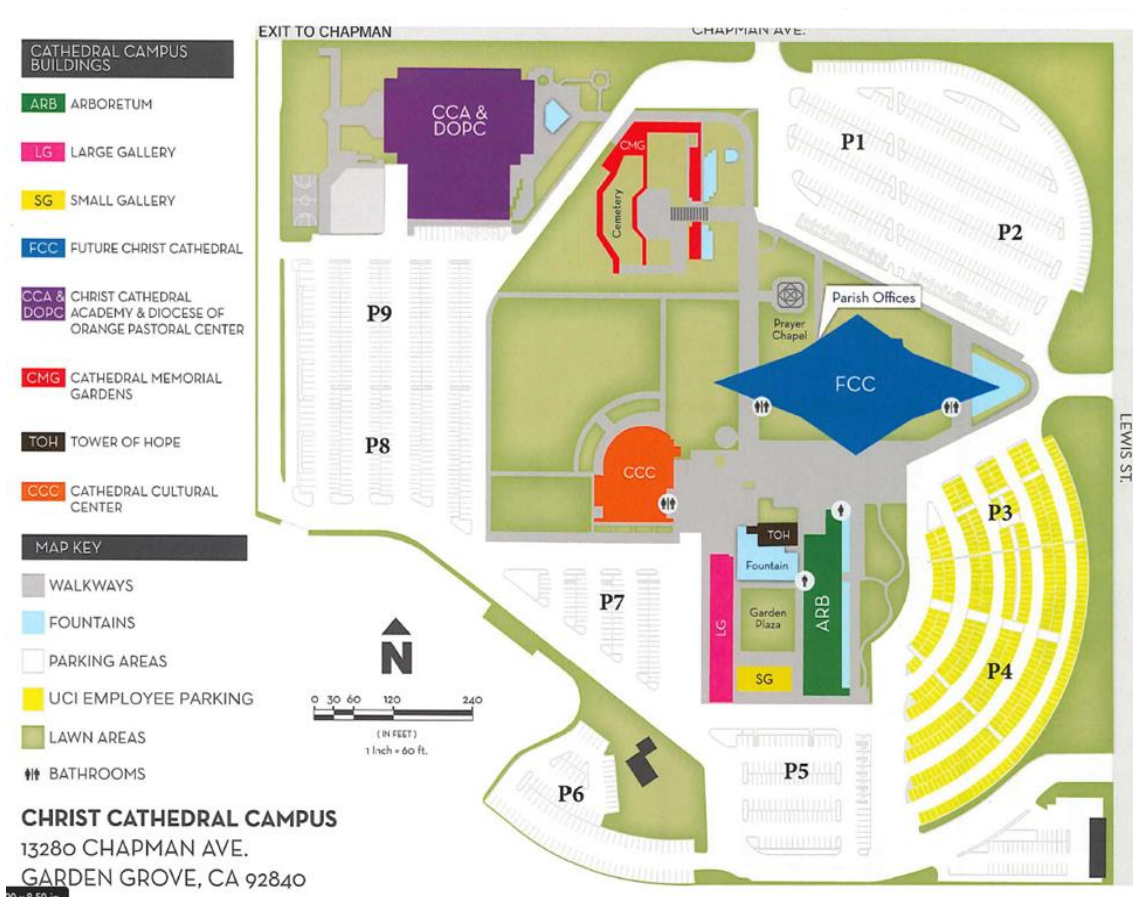 EXIT TO CHAPMAN
CHAPMAN AVE.
CATHEDRAL CAMPUS
BUILDINGS
ARB ARBORETUM
LG LARGE GALLERY
SG SMALL GALLERY
FCC FUTURE CHRIST CATHEDRAL
CCA &
DOPC
CHRIST CATHEDRAL
ACADEMY & DIOCESE OF
ORANGE PASTORAL CENTER
CMG CATHEDRAL MEMORIAL
GARDENS
TOH TOWER OF HOPE
CCC CATHEDRAL CULTURAL
CENTER
MAP KEY
WALKWAYS
FOUNTAINS
PARKING AREAS
UCI EMPLOYEE PARKING
LAWN AREAS
BATHROOMS
CHRIST CATHEDRAL CAMPUS
13280 CHAPMAN AVE.
GARDEN GROVE, CA 92840
CCA &
DOPC
CMG
Cemetery
P1
P2
Prayer
Chapel
Parish Offices
FCC
P9
P8
CCC
LEWIS ST.
P3
TOH
Fountain
P7
LG
Garden
Plaza
ARB
SG
P4
N
0 30 60 120 240
( IN FEET )
1 Inch = 60 ft.
P5
P6